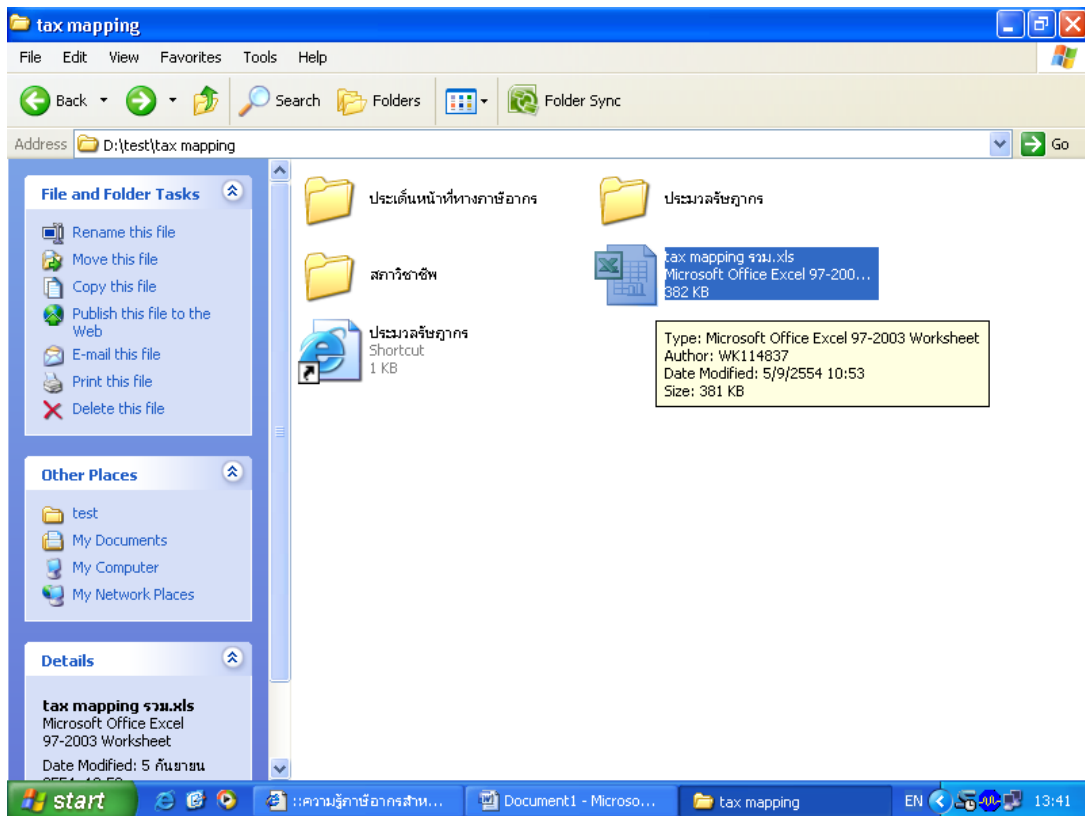 tax mapping
File Edit View Favorites Tools Help
Back Search Folders Folder Sync
Address D:\test\tax mapping Go
File and Folder Tasks
Rename this file
Move this file
Copy this file
Publish this file to the
Web
E-mail this file
Print this file
Delete this file
Other Places
test
My Documents
My Computer
My Network Places
Details
tax mapping รวม.xls
Microsoft Office Excel
97-2003 Worksheet
Date Modified: 5 กันยายน
ประเด็นหน้าที่ทางภาษีอากร
ประมวลรัษฎากร
สภาวิชาชีพ
tax mapping รวม.xls
Microsoft Office Excel 97-200...
382 KB
ประมวลรัษฎากร
Shortcut
1 KB
Type: Microsoft Office Excel 97-2003 Worksheet
Author: WK114837
Date Modified: 5/9/2554 10:53
Size: 381 KB
start ::ความรู้ภาษีอากรสำห... Document1 - Microso... tax mapping EN 13:41